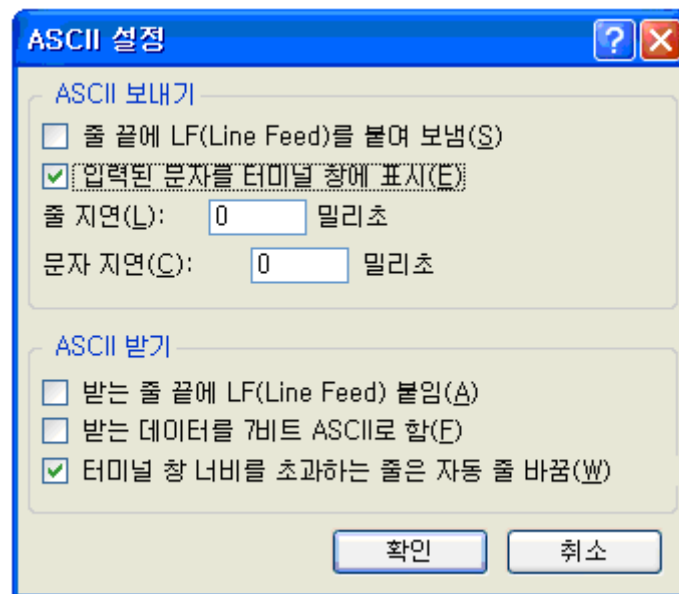 ASCII 설정
ASCII 보내기
줄 끝에 LF(Line Feed)를 붙여 보냄(S)
입력된 문자를 터미널 창에 표시(E)
줄 지연(L): 0 밀리초
문자 지연(C): 0 밀리초
ASCII 받기
받는 줄 끝에 LF(Line Feed) 붙임(A)
받는 데이터를 7비트 ASCII로 함(F)
터미널 창 너비를 초과하는 줄은 자동 줄 바꿈(W)
확인 취소